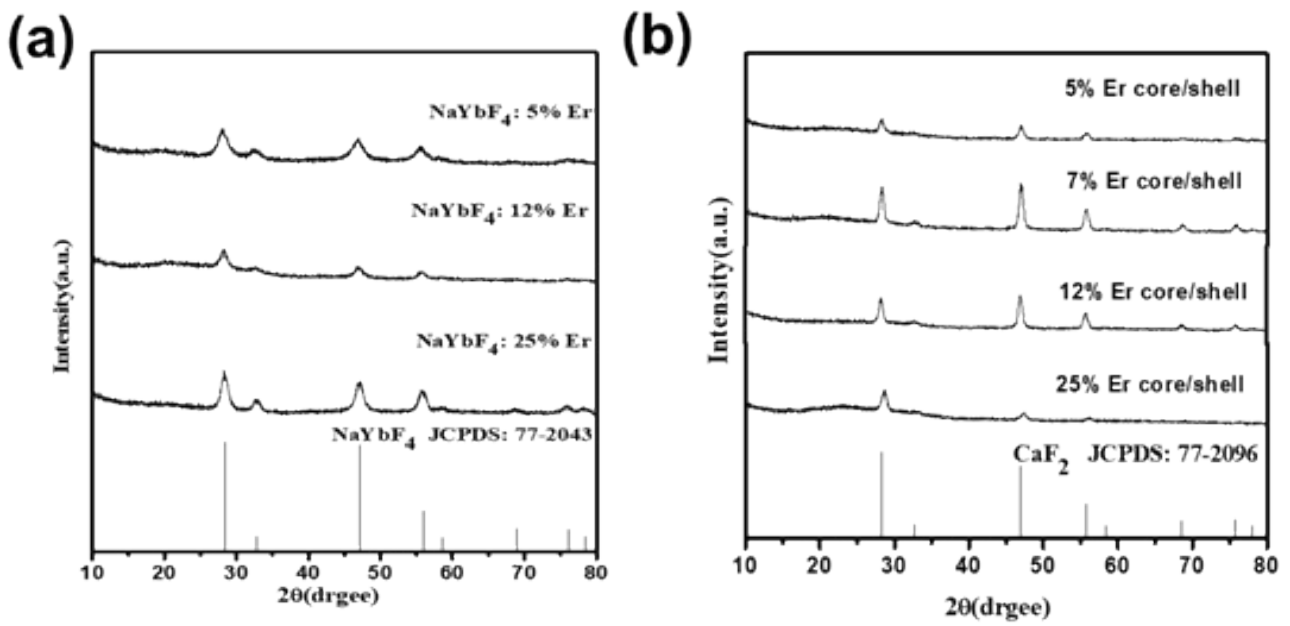 (a)
NaYbF4: 5% Er
NaYbF4: 12% Er
NaYbF4: 25% Er
NaYbF4 JCPDS: 77-2043
Intensity(a.u.)
10 20 30 40 50 60 70 80
2θ(drgee)
(b)
5% Er core/shell
7% Er core/shell
12% Er core/shell
25% Er core/shell
CaF2 JCPDS: 77-2096
Intensity(a.u.)
10 20 30 40 50 60 70 80
2θ(drgee)